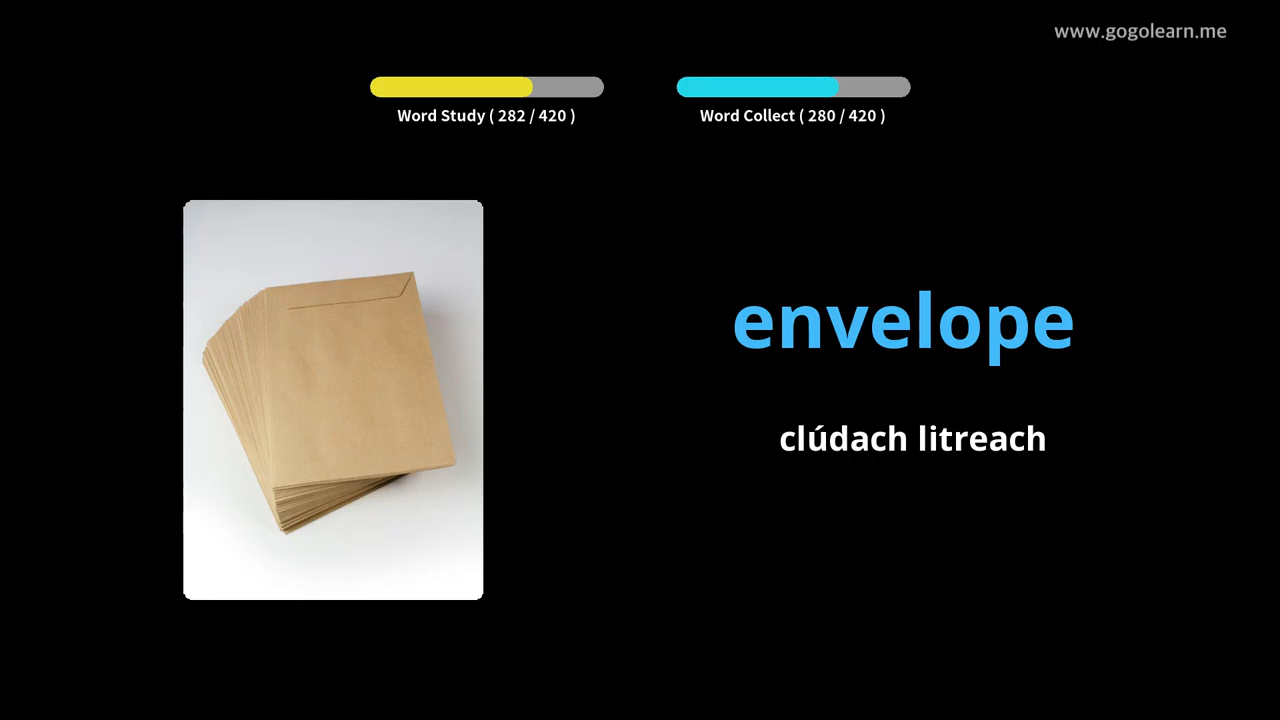 www.gogolearn.me
Word Study ( 282 / 420 )
Word Collect ( 280 / 420 )
envelope
clúdach litreach